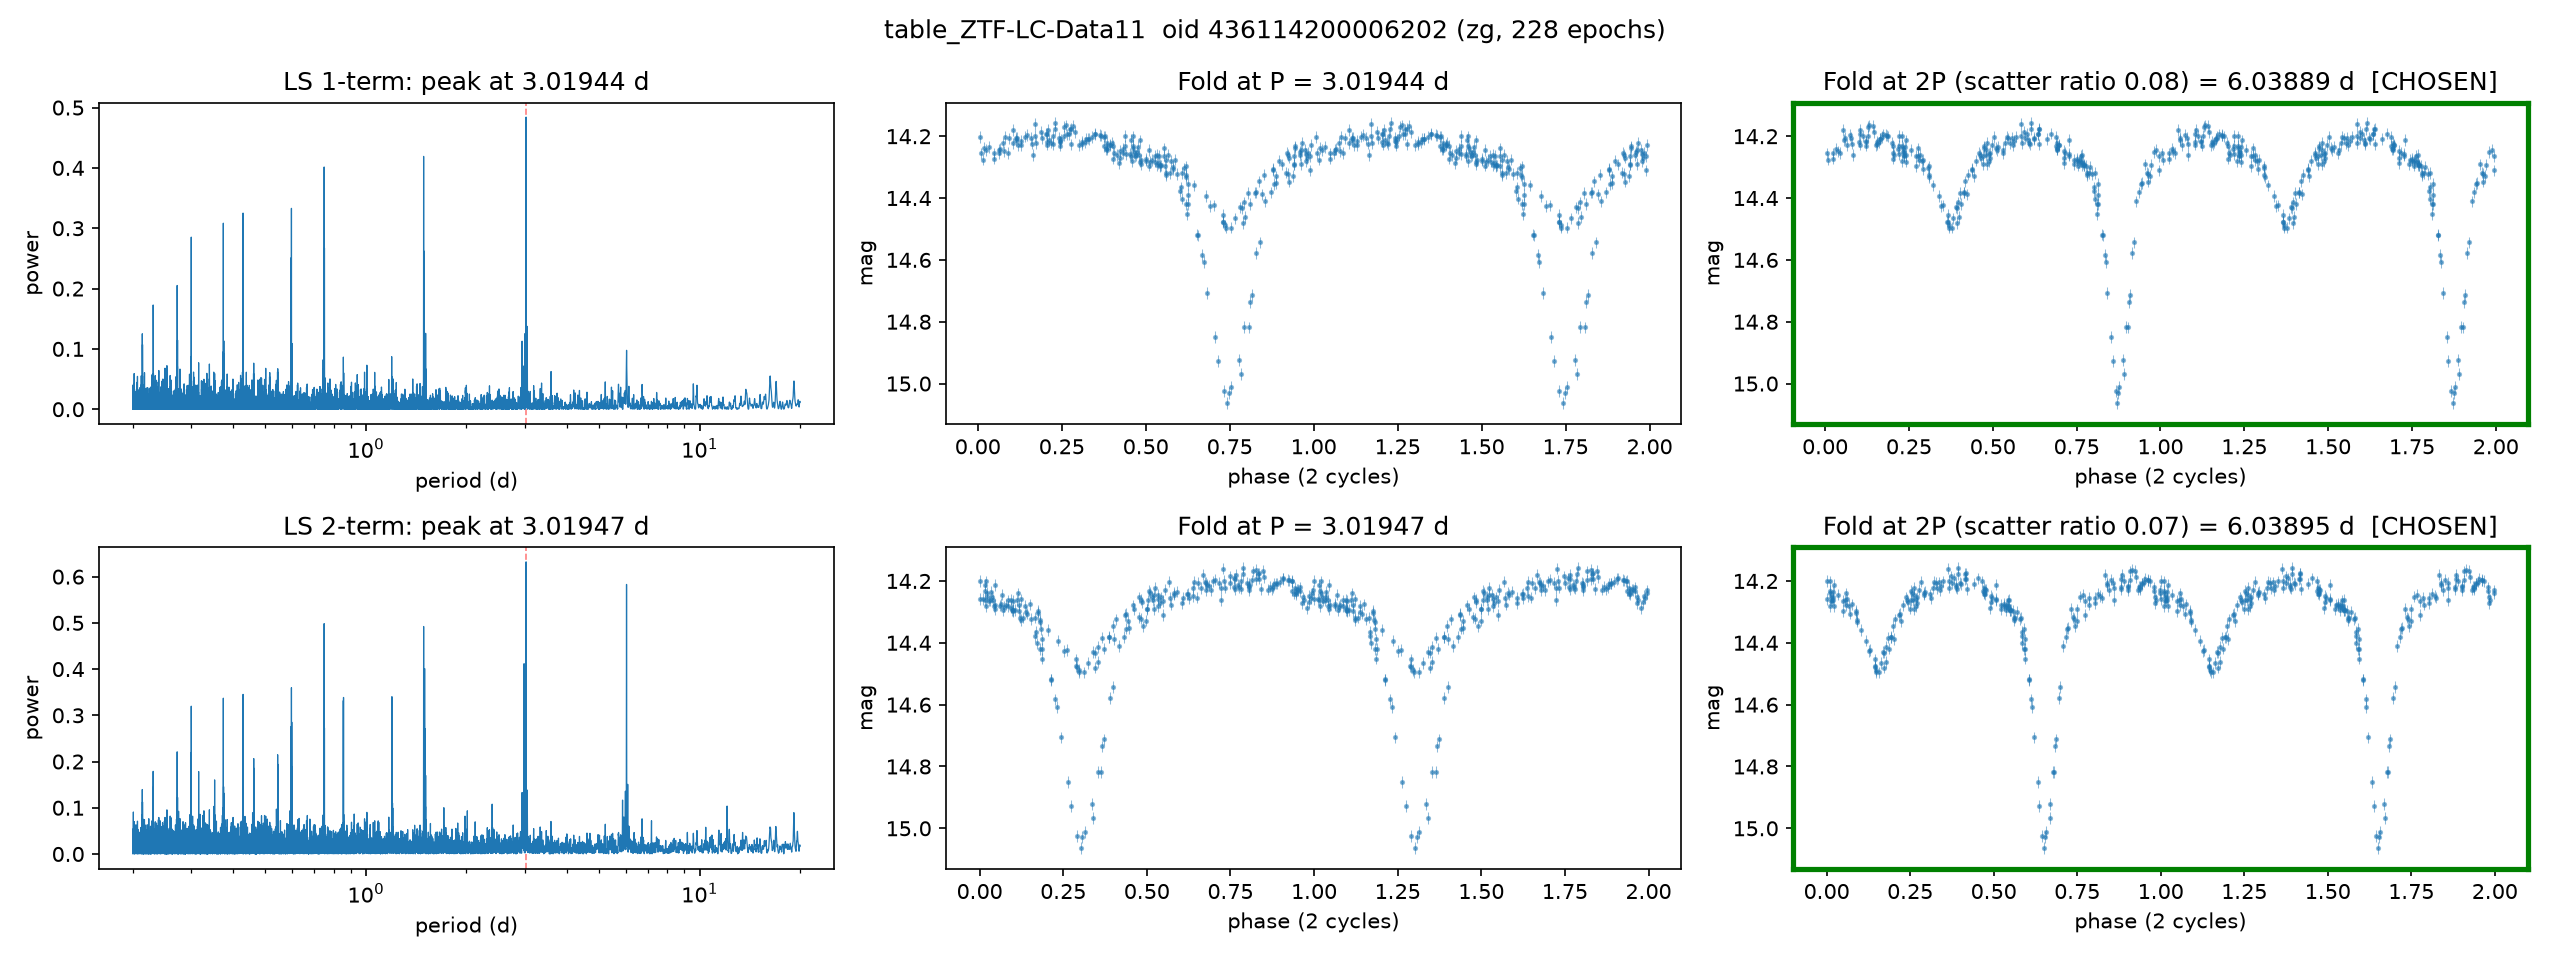 table_ZTF-LC-Data11  oid 436114200006202 (zg, 228 epochs)
LS 1-term: peak at 3.01944 d
Fold at P = 3.01944 d
Fold at 2P (scatter ratio 0.08) = 6.03889 d  [CHOSEN]
power
0.5
0.4
0.3
0.2
0.1
0.0
10⁰
10¹
period (d)
mag
14.2
14.4
14.6
14.8
15.0
0.00 0.25 0.50 0.75 1.00 1.25 1.50 1.75 2.00
phase (2 cycles)
mag
14.2
14.4
14.6
14.8
15.0
0.00 0.25 0.50 0.75 1.00 1.25 1.50 1.75 2.00
phase (2 cycles)
LS 2-term: peak at 3.01947 d
Fold at P = 3.01947 d
Fold at 2P (scatter ratio 0.07) = 6.03895 d  [CHOSEN]
power
0.6
0.5
0.4
0.3
0.2
0.1
0.0
10⁰
10¹
period (d)
mag
14.2
14.4
14.6
14.8
15.0
0.00 0.25 0.50 0.75 1.00 1.25 1.50 1.75 2.00
phase (2 cycles)
mag
14.2
14.4
14.6
14.8
15.0
0.00 0.25 0.50 0.75 1.00 1.25 1.50 1.75 2.00
phase (2 cycles)